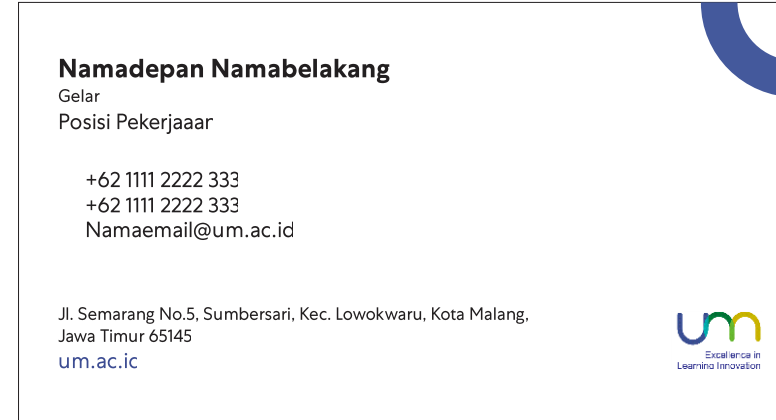 Namadepan Namabelakang
Gelar
Posisi Pekerjaaan
+62 1111 2222 333
+62 1111 2222 333
Namaemail@um.ac.id
Jl. Semarang No.5, Sumbersari, Kec. Lowokwaru, Kota Malang,
Jawa Timur 65145
um.ac.id
um
Excellence in
Learning Innovation